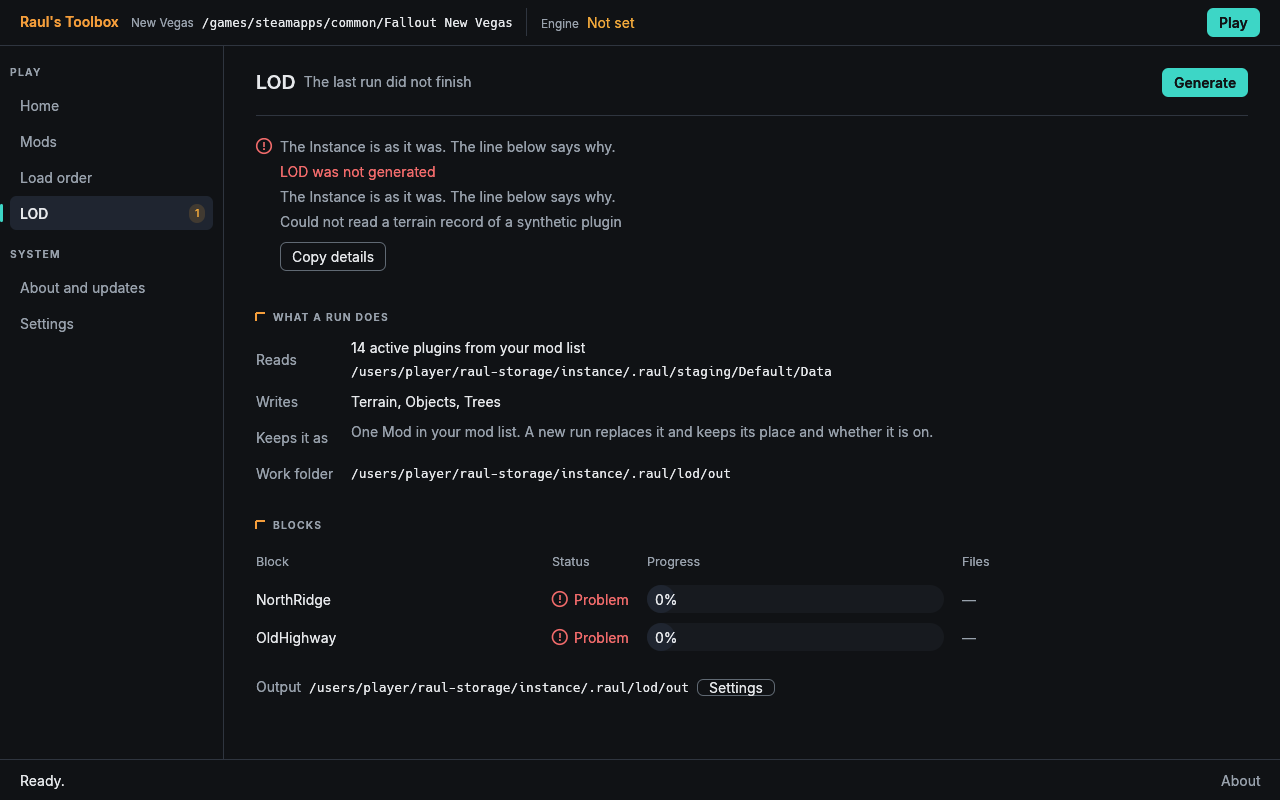 Raul's Toolbox New Vegas /games/steamapps/common/Fallout New Vegas Engine Not set Play
PLAY
Home
Mods
Load order
LOD 1
SYSTEM
About and updates
Settings
LOD The last run did not finish Generate
The Instance is as it was. The line below says why.
LOD was not generated
The Instance is as it was. The line below says why.
Could not read a terrain record of a synthetic plugin
Copy details
WHAT A RUN DOES
Reads 14 active plugins from your mod list
/users/player/raul-storage/instance/.raul/staging/Default/Data
Writes Terrain, Objects, Trees
Keeps it as One Mod in your mod list. A new run replaces it and keeps its place and whether it is on.
Work folder /users/player/raul-storage/instance/.raul/lod/out
BLOCKS
Block Status Progress Files
NorthRidge Problem 0% —
OldHighway Problem 0% —
Output /users/player/raul-storage/instance/.raul/lod/out Settings
Ready. About